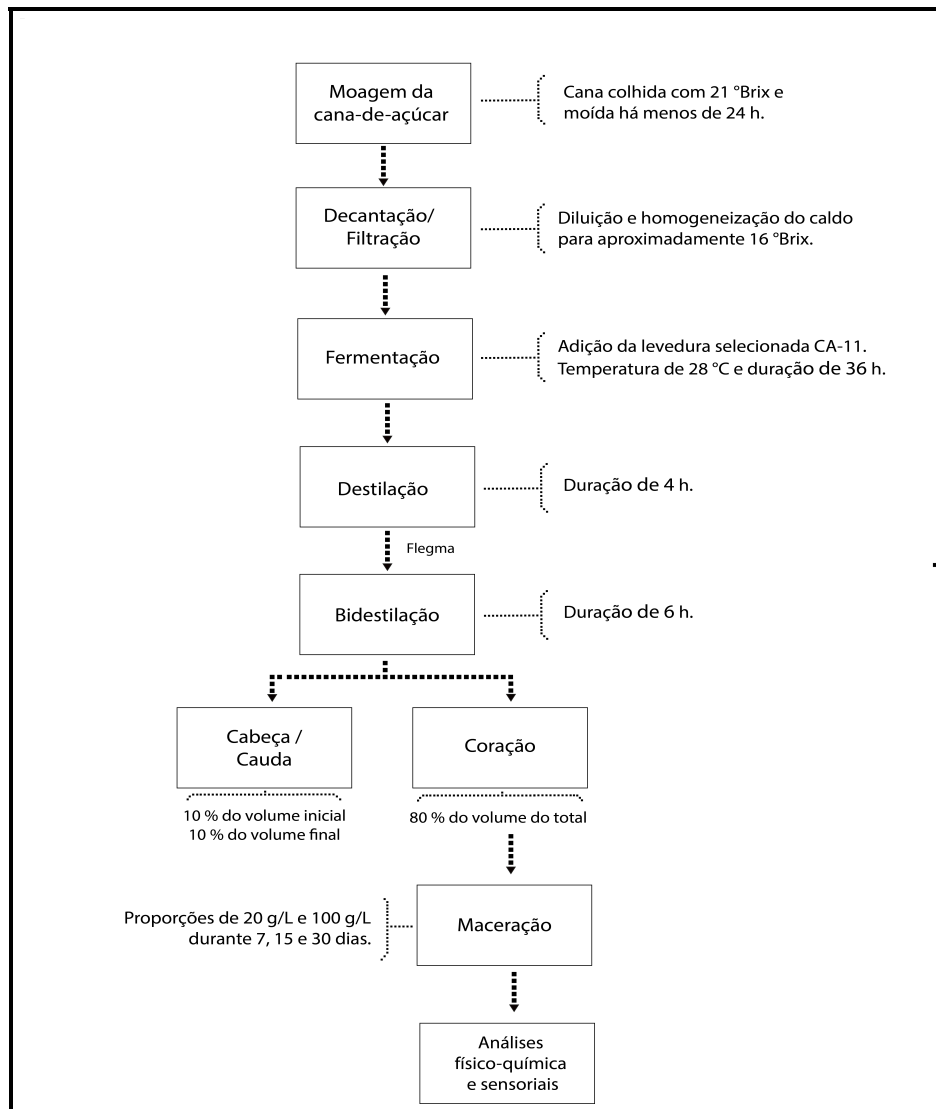 Moagem da
cana-de-açúcar
Cana colhida com 21 °Brix e
moída há menos de 24 h.
Decantação/
Filtração
Diluição e homogeneização do caldo
para aproximadamente 16 °Brix.
Fermentação
Adição da levedura selecionada CA-11.
Temperatura de 28 °C e duração de 36 h.
Destilação
Duração de 4 h.
Flegma
Bidestilação
Duração de 6 h.
Cabeça /
Cauda
Coração
10 % do volume inicial
10 % do volume final
80 % do volume do total
Proporções de 20 g/L e 100 g/L
durante 7, 15 e 30 dias.
Maceração
Análises
físico-química
e sensoriais